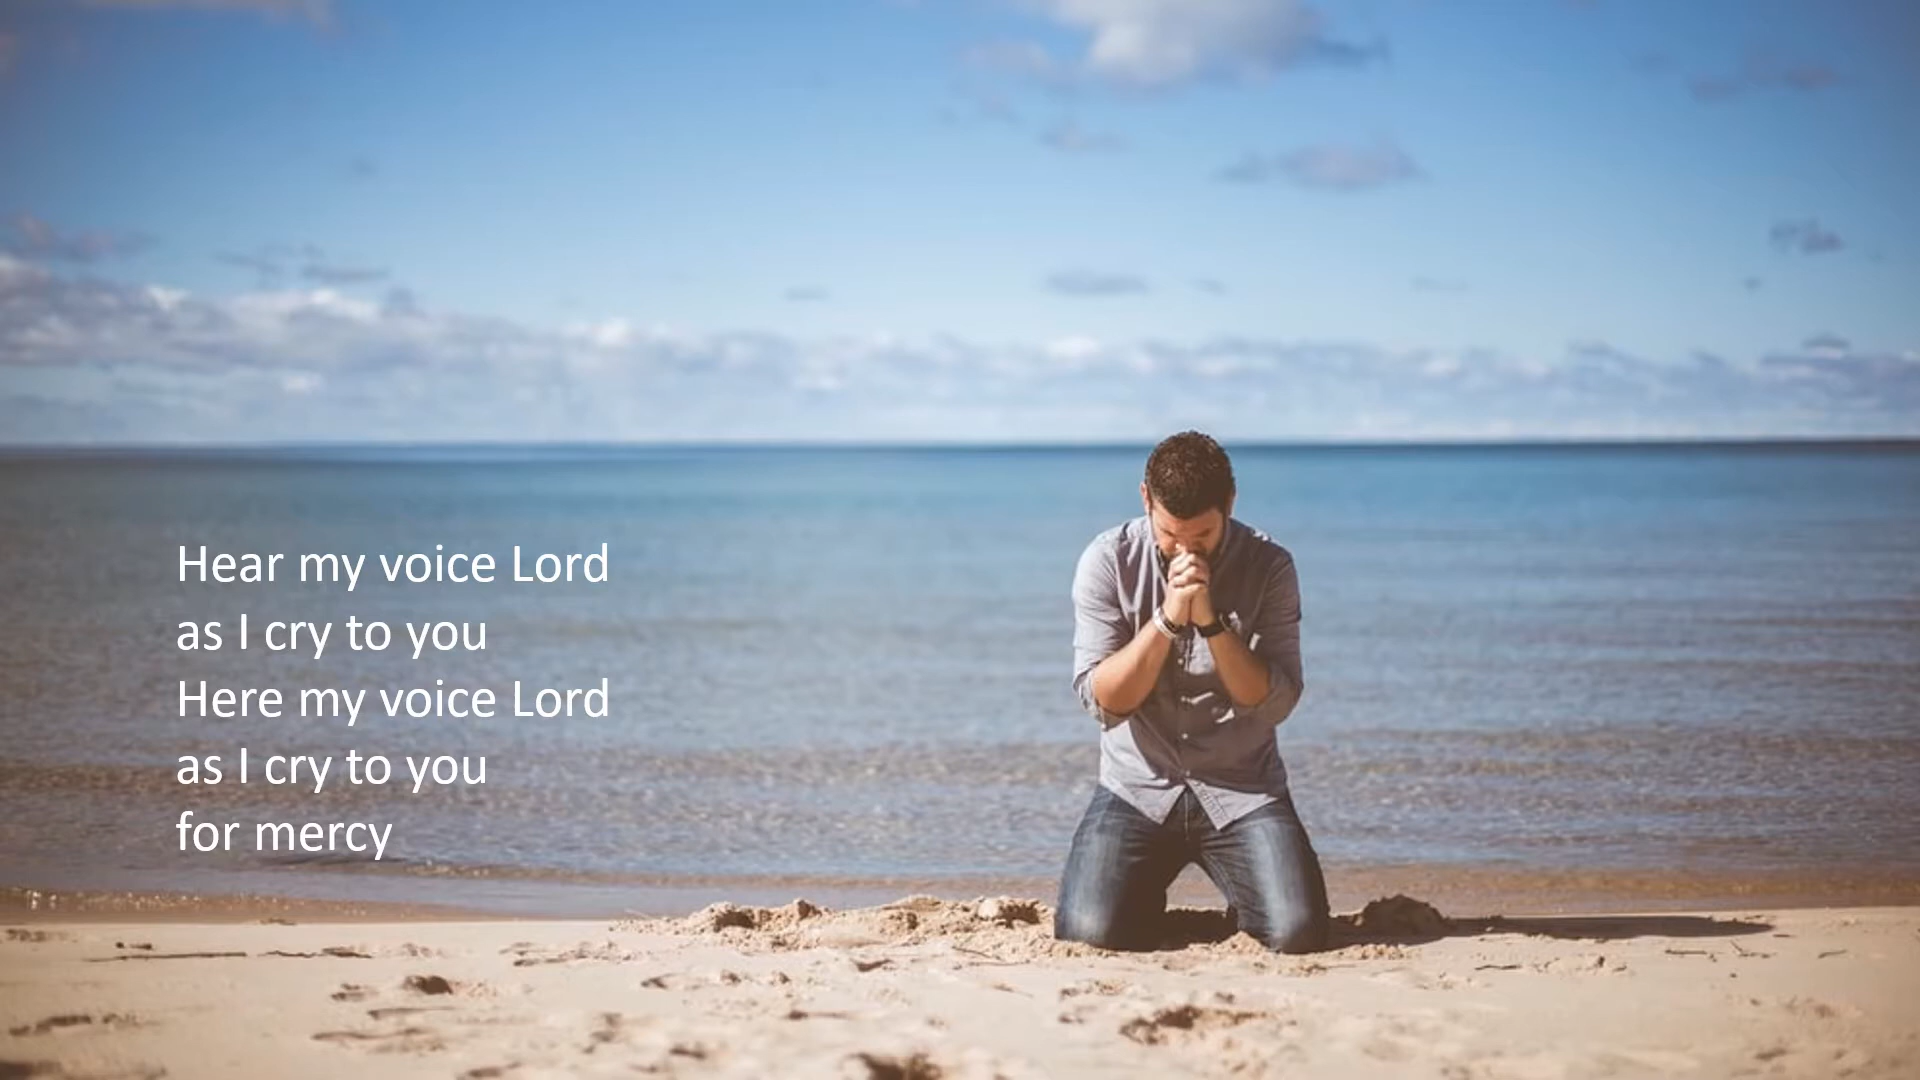 Hear my voice Lord
as I cry to you
Here my voice Lord
as I cry to you
for mercy